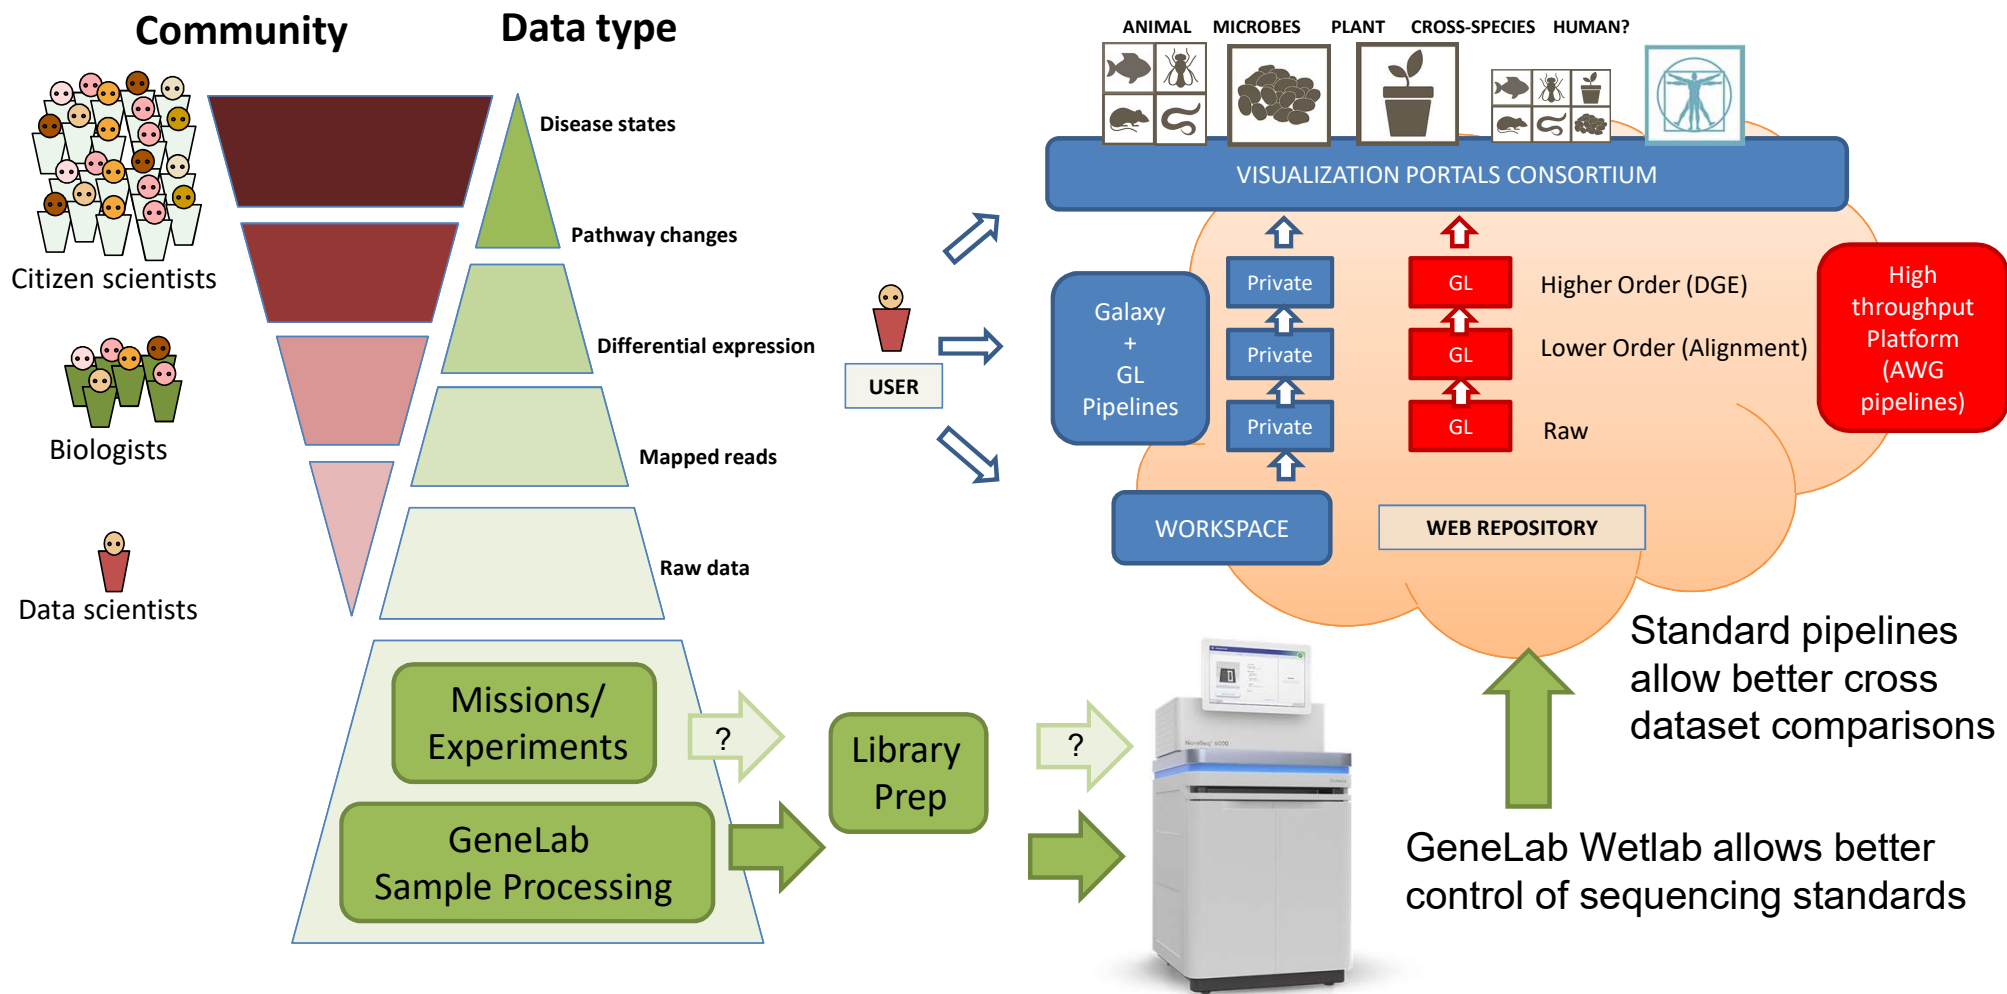 Community
Data type
ANIMAL MICROBES PLANT CROSS-SPECIES HUMAN?
Disease states
Pathway changes
Differential expression
Mapped reads
Raw data
Citizen scientists
Biologists
Data scientists
USER
VISUALIZATION PORTALS CONSORTIUM
Galaxy
+
GL
Pipelines
Private
Private
Private
WORKSPACE
GL
GL
GL
Higher Order (DGE)
Lower Order (Alignment)
Raw
WEB REPOSITORY
High
throughput
Platform
(AWG
pipelines)
Missions/
Experiments
?
GeneLab
Sample Processing
Library
Prep
?
NovaSeq 6000
Standard pipelines
allow better cross
dataset comparisons
GeneLab Wetlab allows better
control of sequencing standards